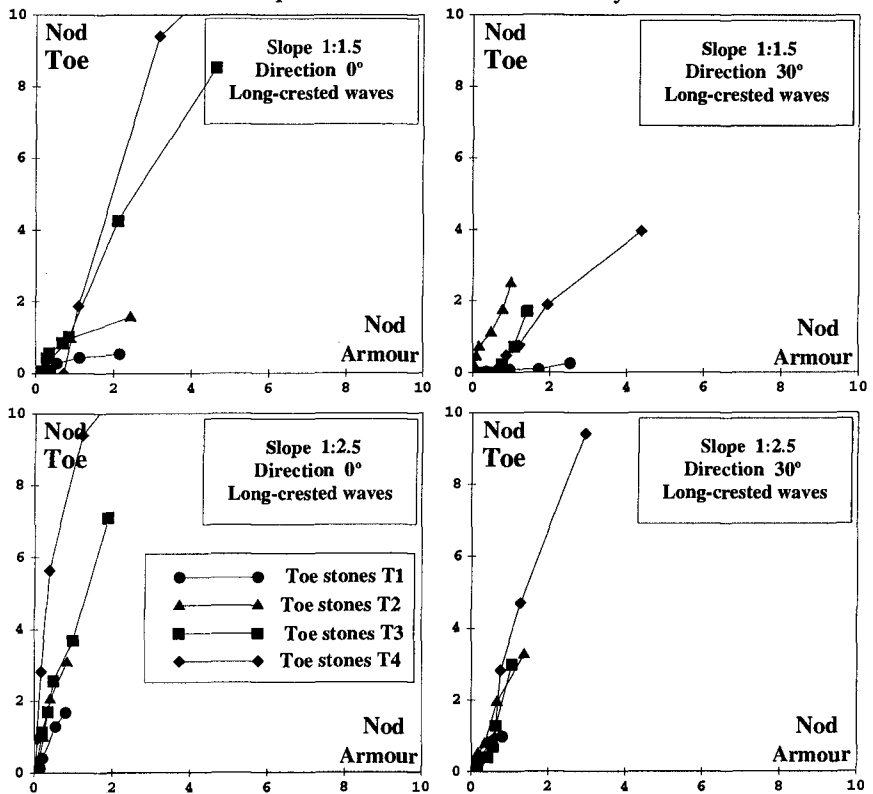 10
8
6
4
2
0
Nod
Toe
Slope 1:1.5
Direction 0°
Long-crested waves
Nod
Armour
0 2 4 6 8 10
10
8
6
4
2
0
Nod
Toe
Slope 1:1.5
Direction 30°
Long-crested waves
Nod
Armour
0 2 4 6 8 10
10
8
6
4
2
0
Nod
Toe
Slope 1:2.5
Direction 0°
Long-crested waves
Toe stones T1
Toe stones T2
Toe stones T3
Toe stones T4
Nod
Armour
0 2 4 6 8 10
10
8
6
4
2
0
Nod
Toe
Slope 1:2.5
Direction 30°
Long-crested waves
Nod
Armour
0 2 4 6 8 10